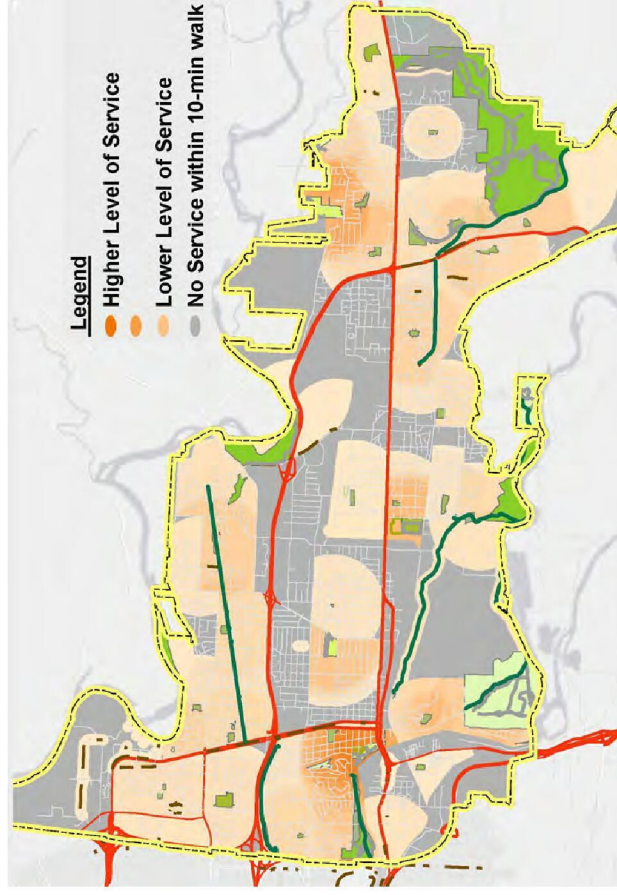 Legend
Higher Level of Service
Lower Level of Service
No Service within 10-min walk